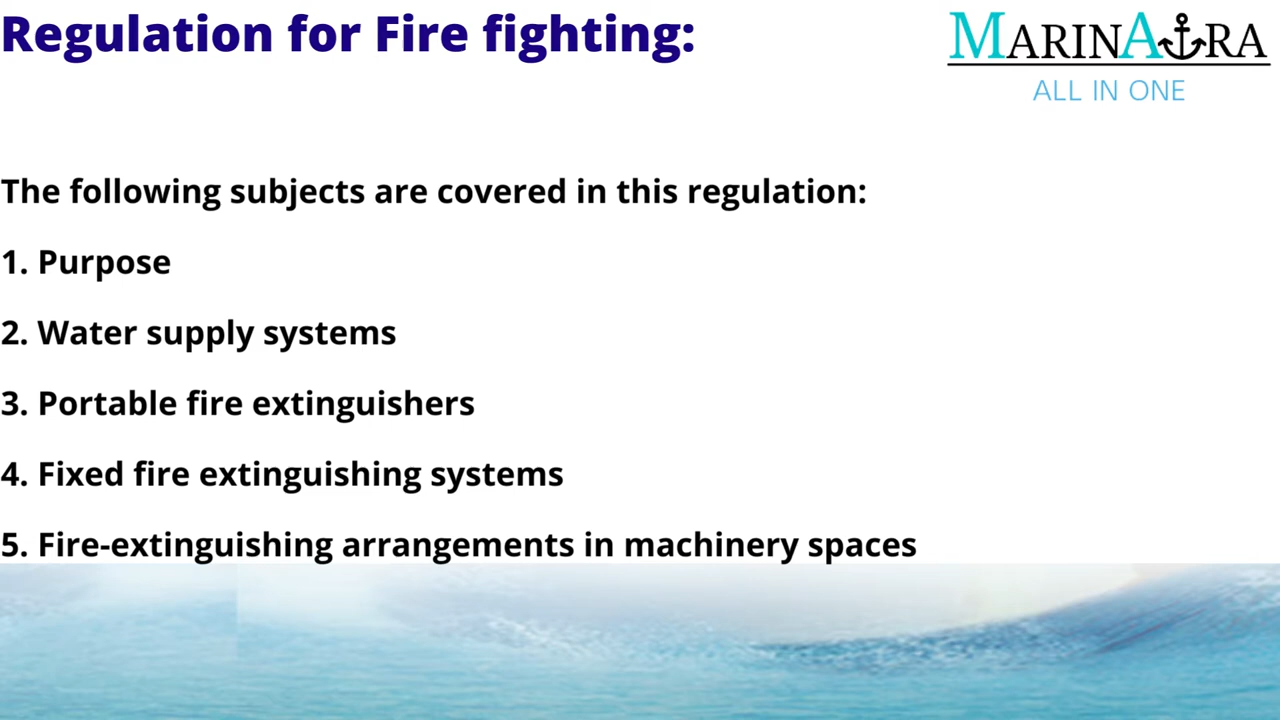 Regulation for Fire fighting:
MARINAURA
ALL IN ONE
The following subjects are covered in this regulation:
1. Purpose
2. Water supply systems
3. Portable fire extinguishers
4. Fixed fire extinguishing systems
5. Fire-extinguishing arrangements in machinery spaces